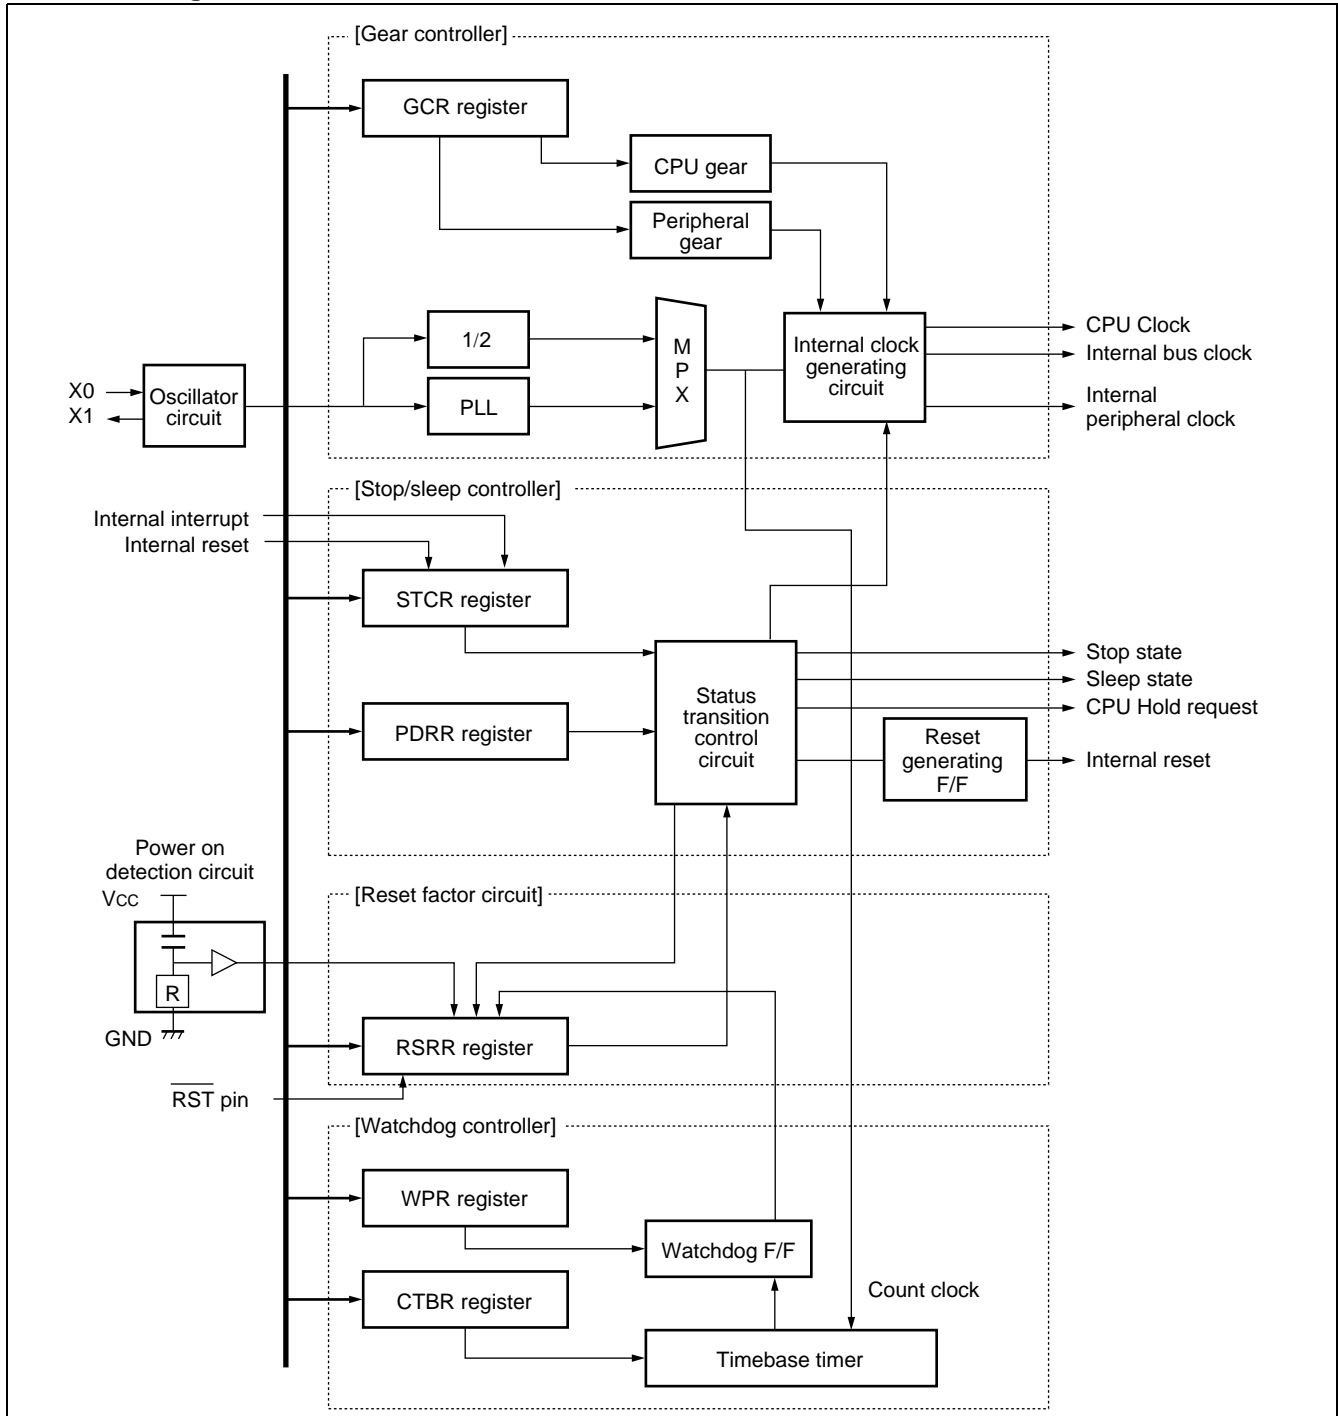 [Gear controller]
GCR register
CPU gear
Peripheral
gear
1/2
PLL
M
P
X
Internal clock
generating
circuit
CPU Clock
Internal bus clock
Internal
peripheral clock
X0
X1
Oscillator
circuit
[Stop/sleep controller]
Internal interrupt
Internal reset
STCR register
PDRR register
Status
transition
control
circuit
Stop state
Sleep state
CPU Hold request
Reset
generating
F/F
Internal reset
Power on
detection circuit
VCC
R
GND
[Reset factor circuit]
RSRR register
RST pin
[Watchdog controller]
WPR register
Watchdog F/F
CTBR register
Count clock
Timebase timer